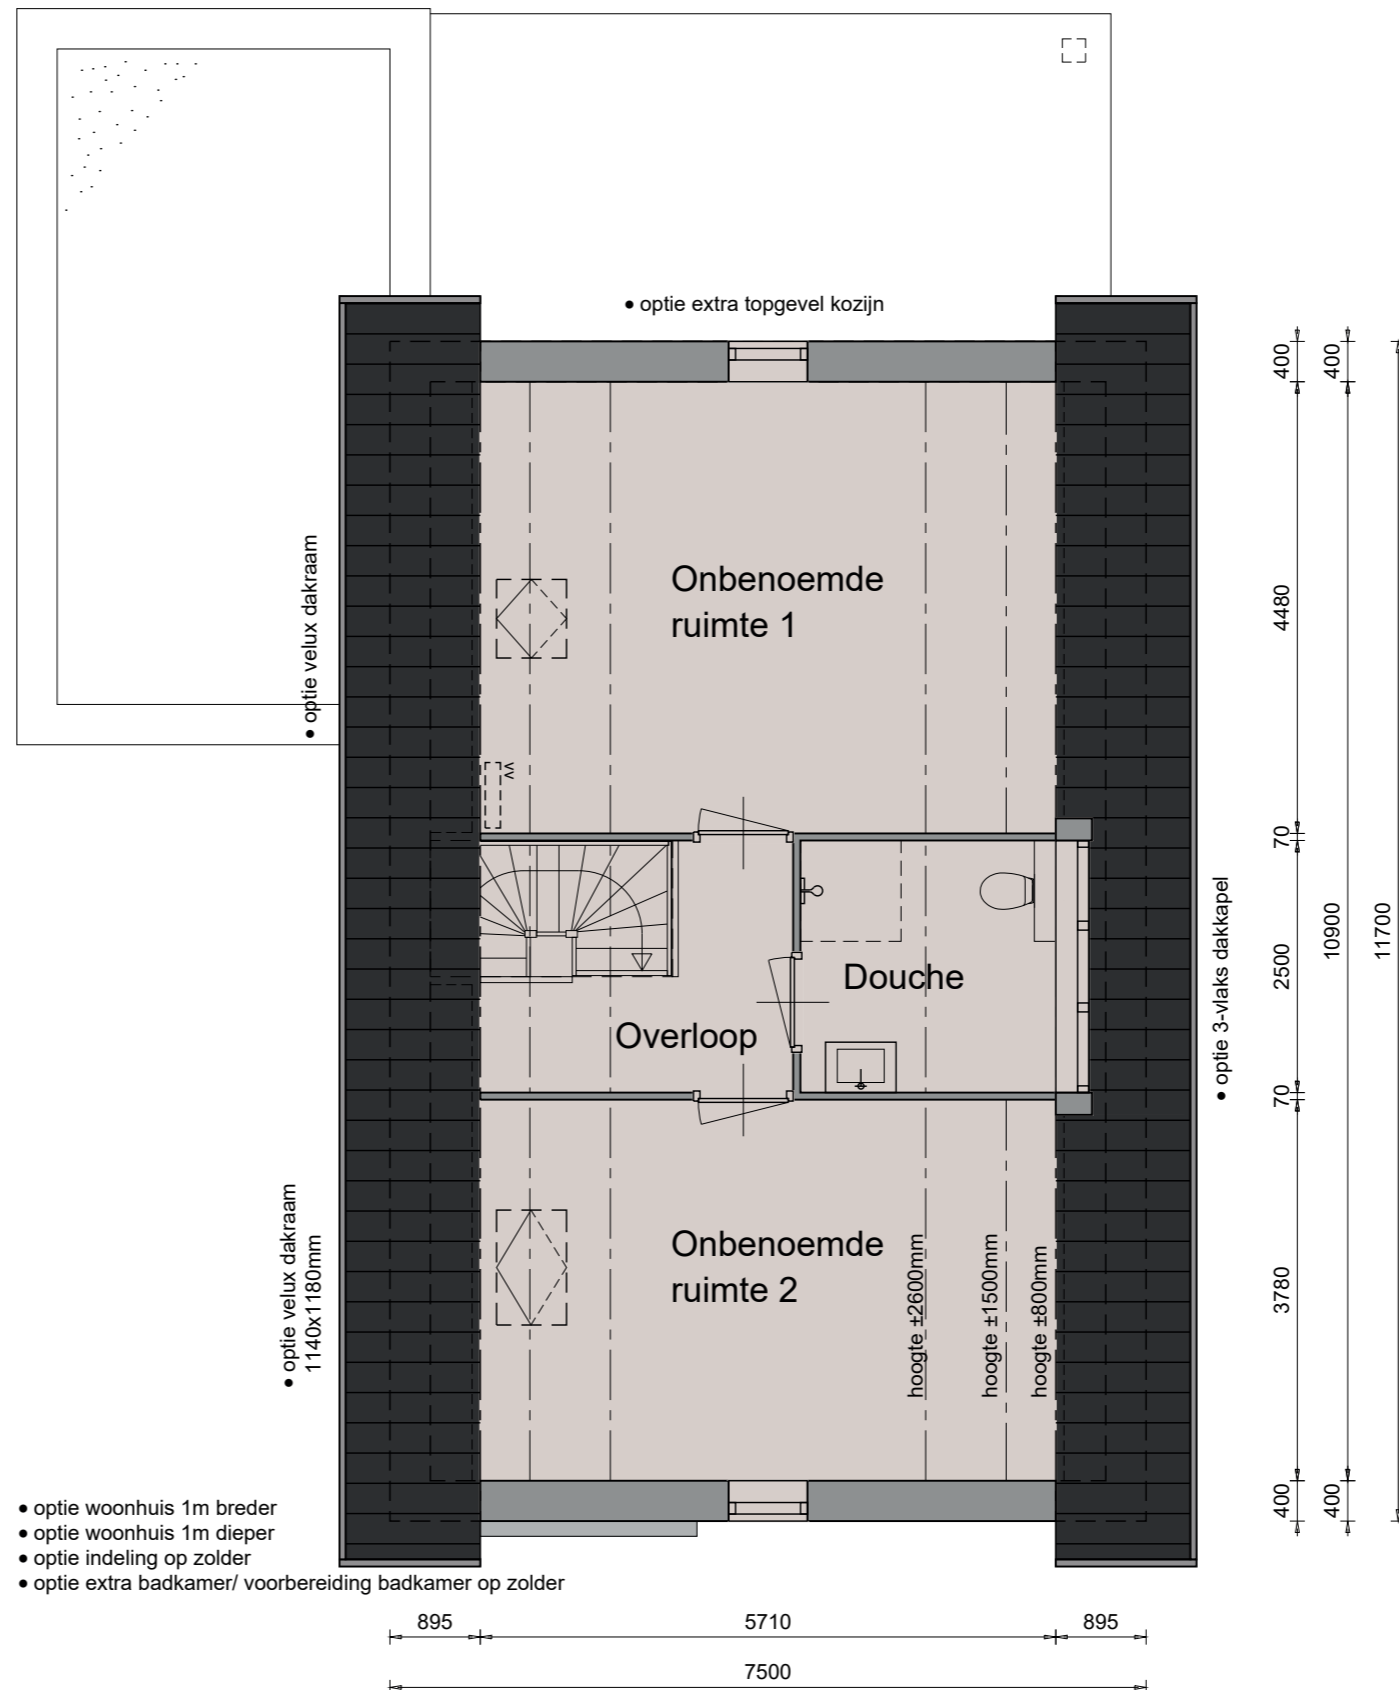 • optie extra topgevel kozijn
• optie velux dakraam
Onbenoemde
ruimte 1
VV
Douche
Overloop
Onbenoemde
ruimte 2
hoogte ±2600mm
hoogte ±1500mm
hoogte ±800mm
• optie velux dakraam
1140x1180mm
• optie 3-vlaks dakkapel
400
4480
70
2500
70
3780
400
400
10900
400
11700
• optie woonhuis 1m breder
• optie woonhuis 1m dieper
• optie indeling op zolder
• optie extra badkamer/ voorbereiding badkamer op zolder
895
5710
895
7500